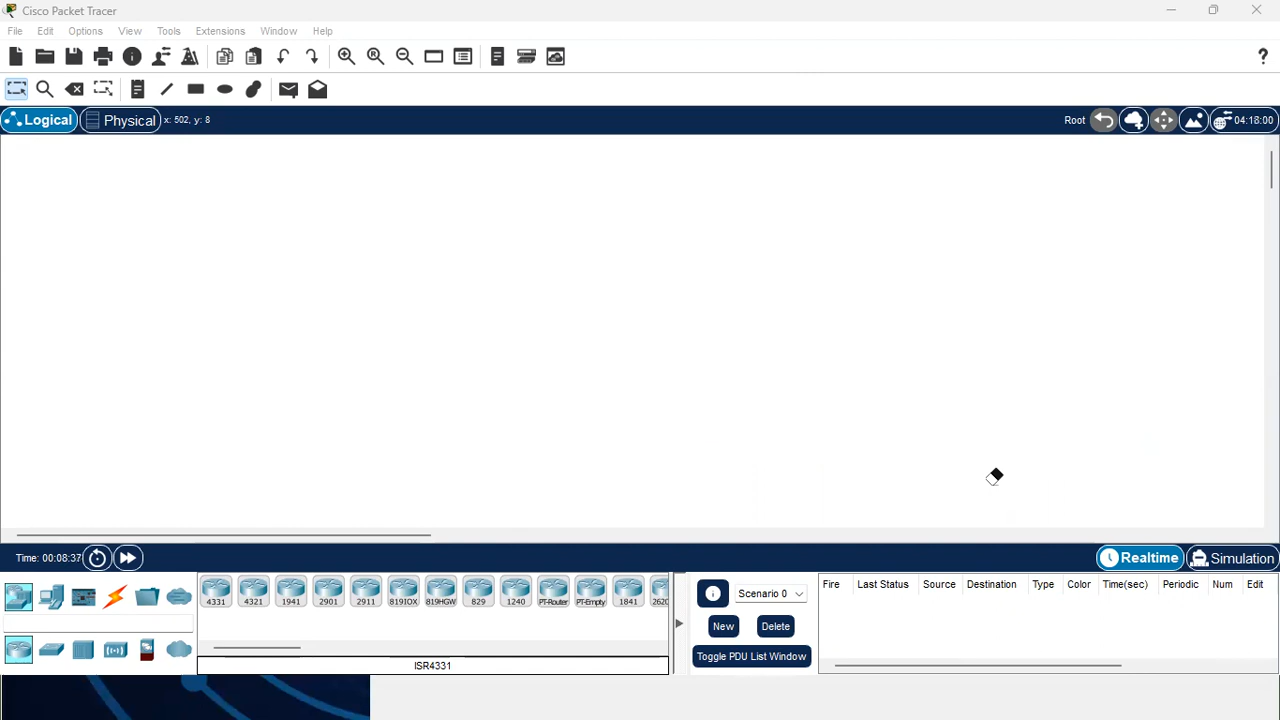 Cisco Packet Tracer
File Edit Options View Tools Extensions Window Help
?
Logical Physical x: 502, y: 8 Root 04:18:00
Time: 00:08:37 Realtime Simulation
4331 4321 1941 2901 2911 819IOX 819HGW 829 1240 PT-Router PT-Empty 1841 2620
ISR4331
Scenario 0
New Delete
Toggle PDU List Window
Fire Last Status Source Destination Type Color Time(sec) Periodic Num Edit